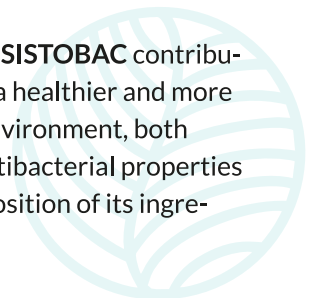 SISTOBAC contribu-
a healthier and more
vironment, both
tibacterial properties
osition of its ingre-